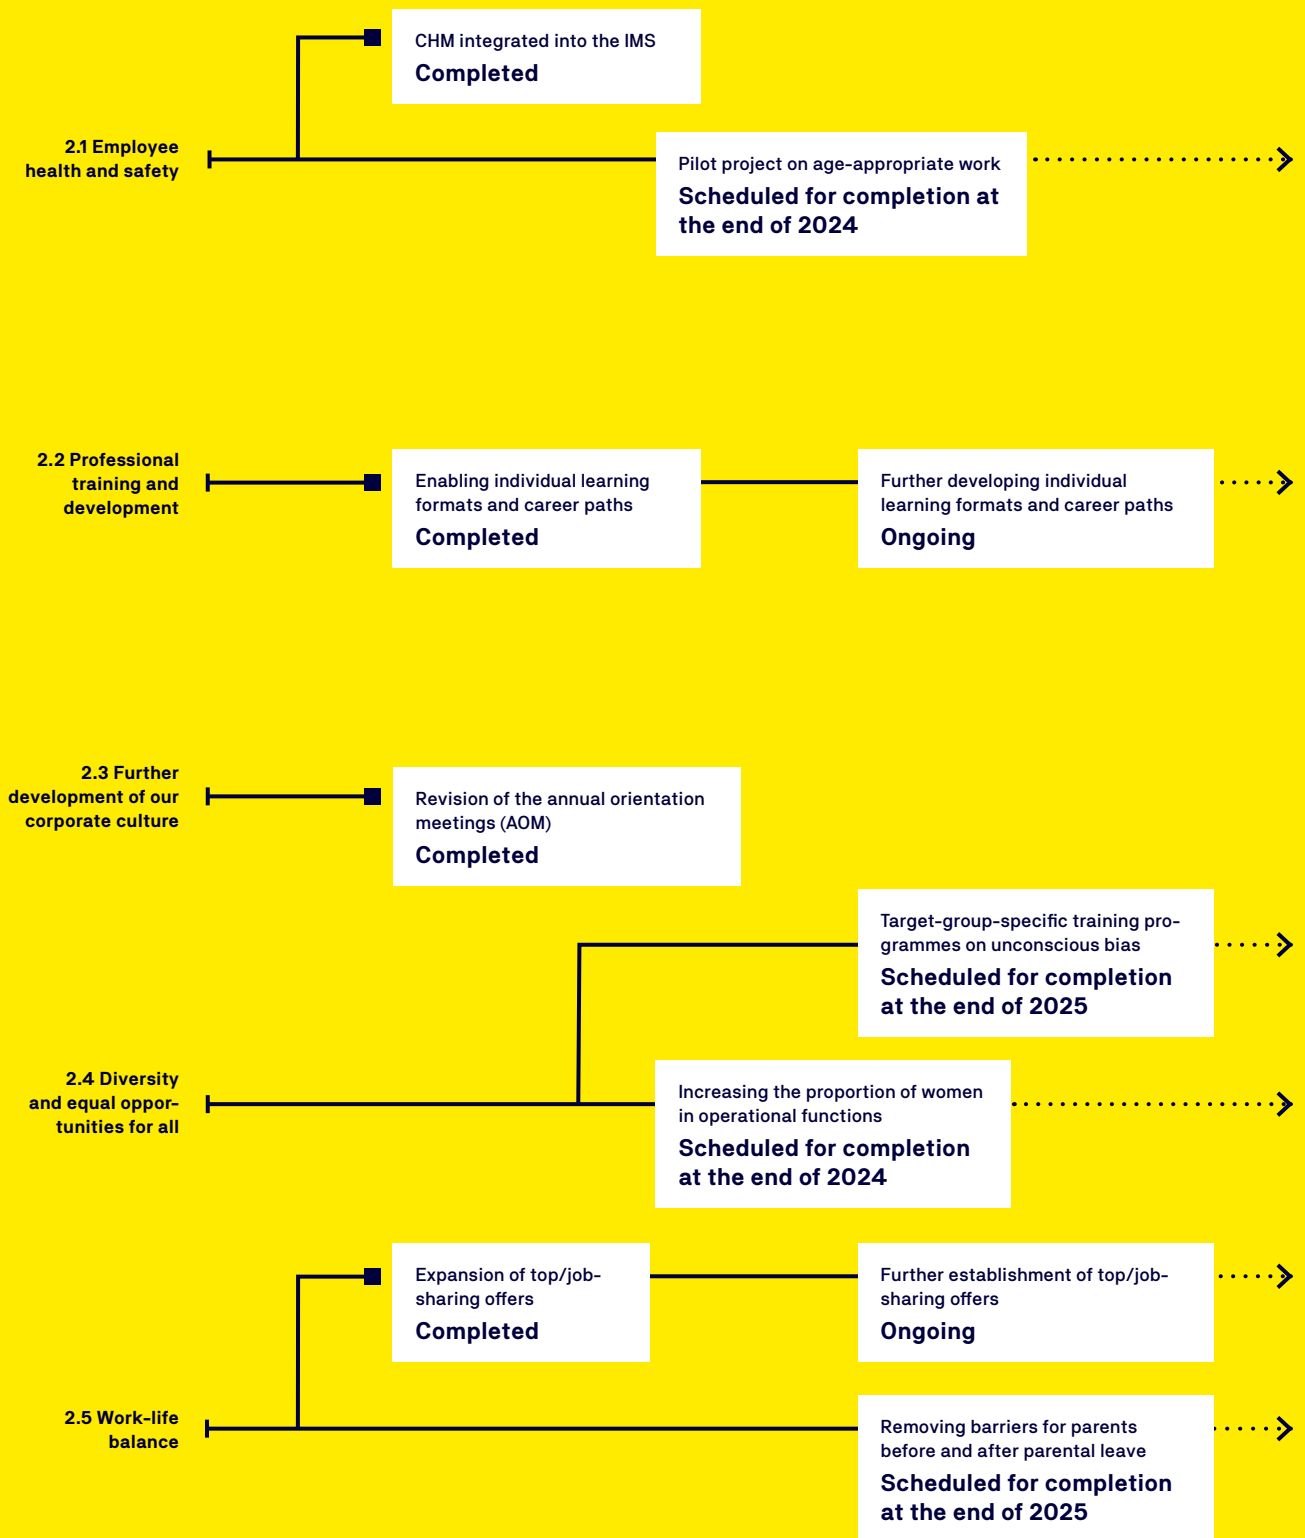 CHM integrated into the IMS
Completed
2.1 Employee
health and safety
Pilot project on age-appropriate work
Scheduled for completion at
the end of 2024
2.2 Professional
training and
development
Enabling individual learning
formats and career paths
Completed
Further developing individual
learning formats and career paths
Ongoing
2.3 Further
development of our
corporate culture
Revision of the annual orientation
meetings (AOM)
Completed
Target-group-specific training pro-
grammes on unconscious bias
Scheduled for completion
at the end of 2025
2.4 Diversity
and equal oppor-
tunities for all
Increasing the proportion of women
in operational functions
Scheduled for completion
at the end of 2024
Expansion of top/job-
sharing offers
Completed
Further establishment of top/job-
sharing offers
Ongoing
2.5 Work-life
balance
Removing barriers for parents
before and after parental leave
Scheduled for completion
at the end of 2025